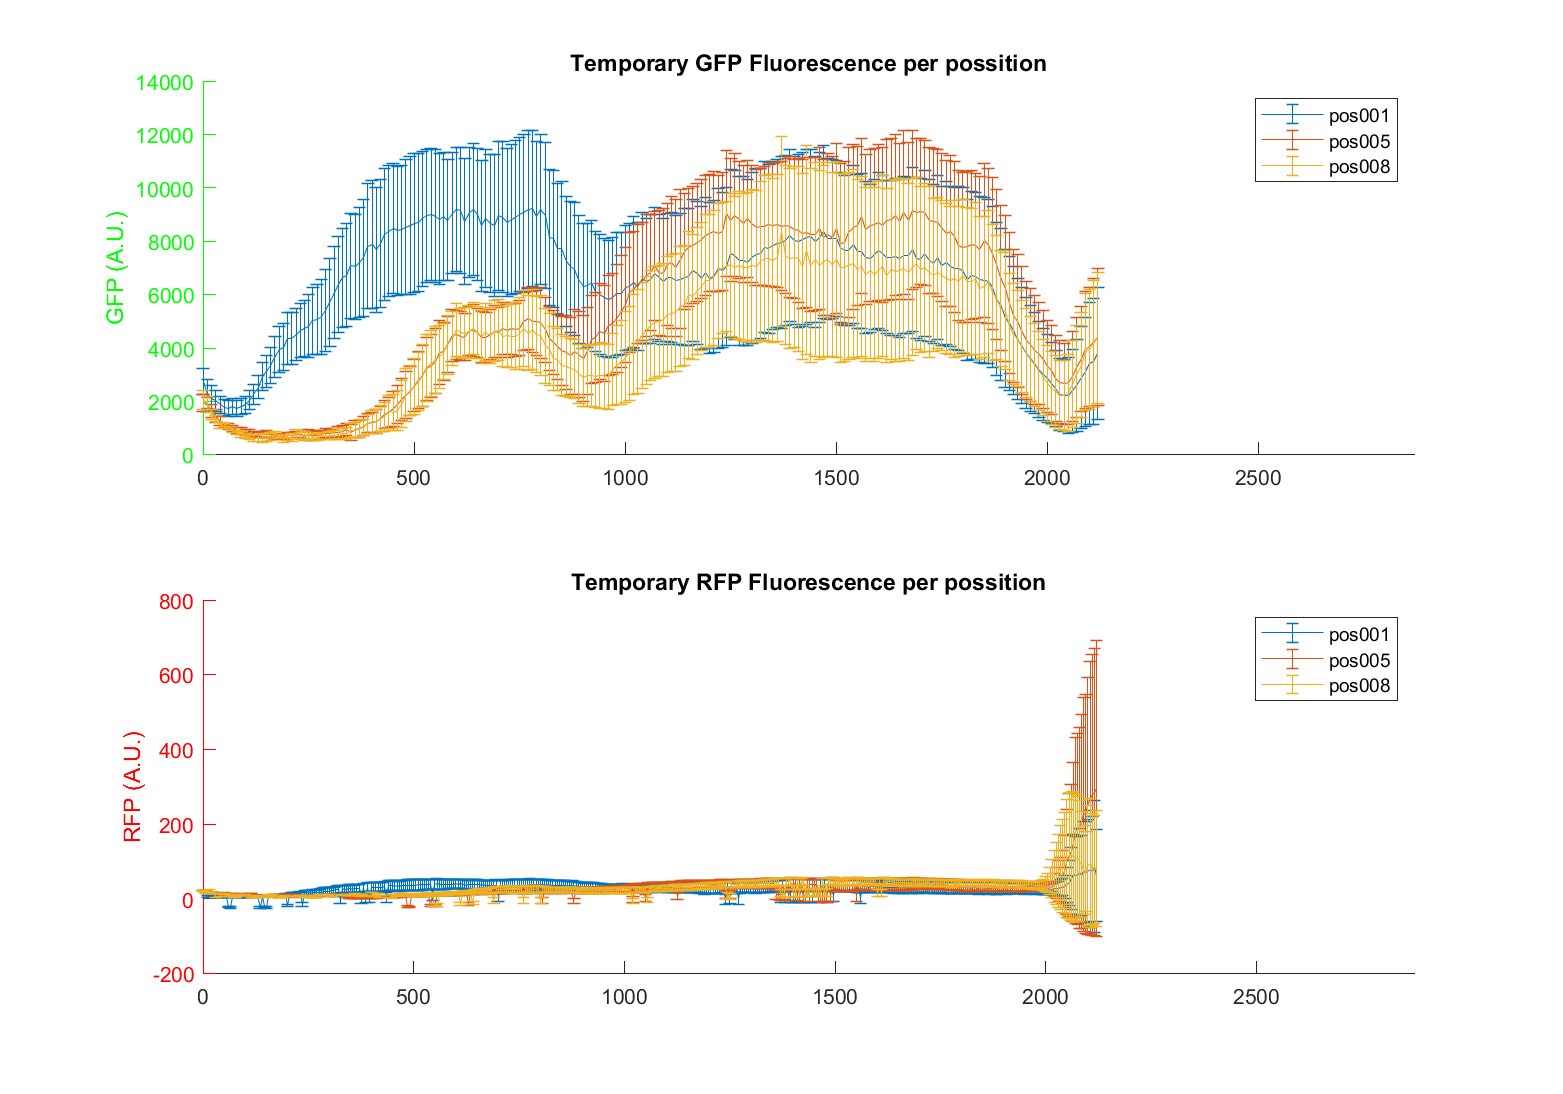 Temporary GFP Fluorescence per possition
14000
12000
10000
8000
6000
4000
2000
0
GFP (A.U.)
0 500 1000 1500 2000 2500
pos001
pos005
pos008
Temporary RFP Fluorescence per possition
800
600
400
200
0
-200
RFP (A.U.)
0 500 1000 1500 2000 2500
pos001
pos005
pos008